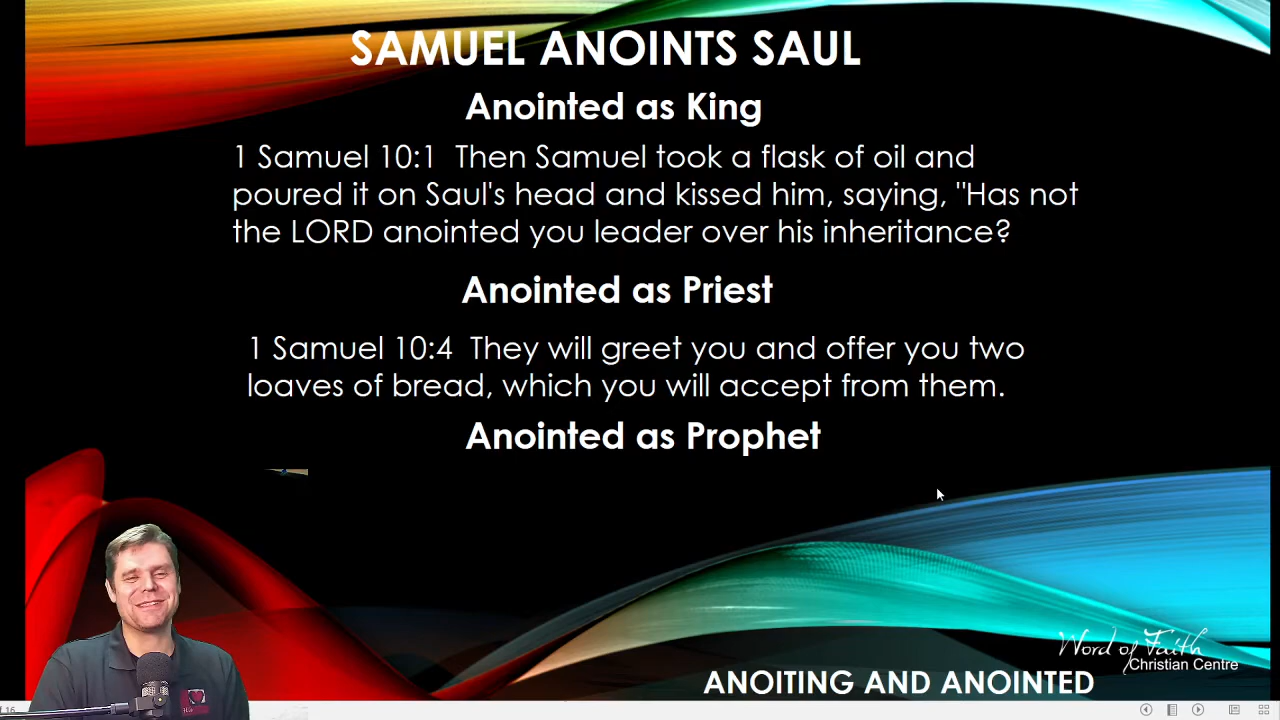 SAMUEL ANOINTS SAUL
Anointed as King
1 Samuel 10:1 Then Samuel took a flask of oil and
poured it on Saul's head and kissed him, saying, "Has not
the LORD anointed you leader over his inheritance?
Anointed as Priest
1 Samuel 10:4 They will greet you and offer you two
loaves of bread, which you will accept from them.
Anointed as Prophet
Word of Faith
Christian Centre
ANOITING AND ANOINTED
of 16